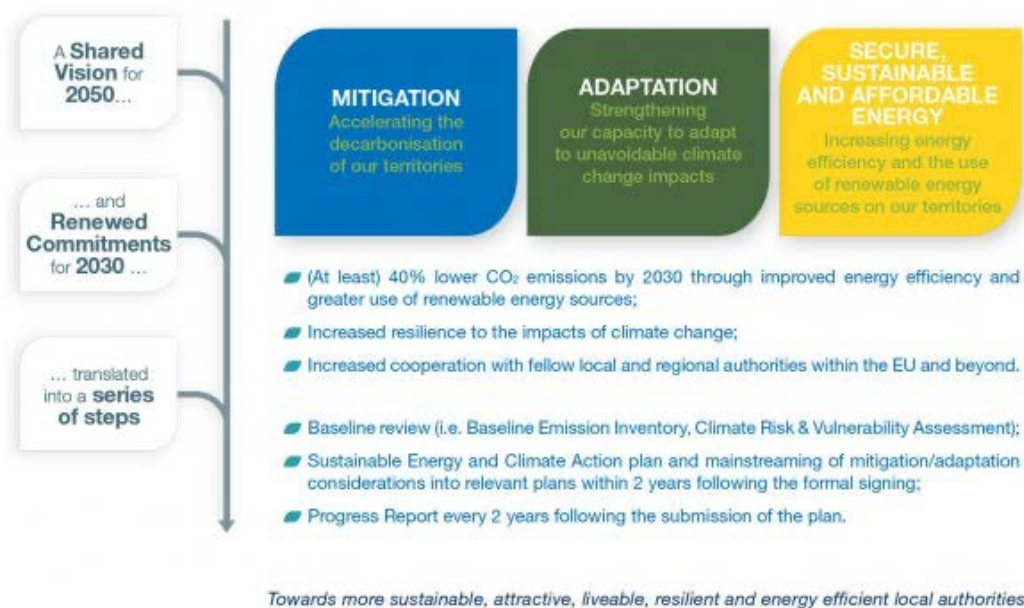 A Shared
Vision for
2050...
MITIGATION
Accelerating the
decarbonisation
of our territories
ADAPTATION
Strengthening
our capacity to adapt
to unavoidable climate
change impacts
SECURE,
SUSTAINABLE
AND AFFORDABLE
ENERGY
Increasing energy
efficiency and the use
of renewable energy
sources on our territories
... and
Renewed
Commitments
for 2030 ...
(At least) 40% lower CO₂ emissions by 2030 through improved energy efficiency and
greater use of renewable energy sources;
Increased resilience to the impacts of climate change;
Increased cooperation with fellow local and regional authorities within the EU and beyond.
... translated
into a series
of steps
Baseline review (i.e. Baseline Emission Inventory, Climate Risk & Vulnerability Assessment);
Sustainable Energy and Climate Action plan and mainstreaming of mitigation/adaptation
considerations into relevant plans within 2 years following the formal signing;
Progress Report every 2 years following the submission of the plan.
Towards more sustainable, attractive, liveable, resilient and energy efficient local authorities